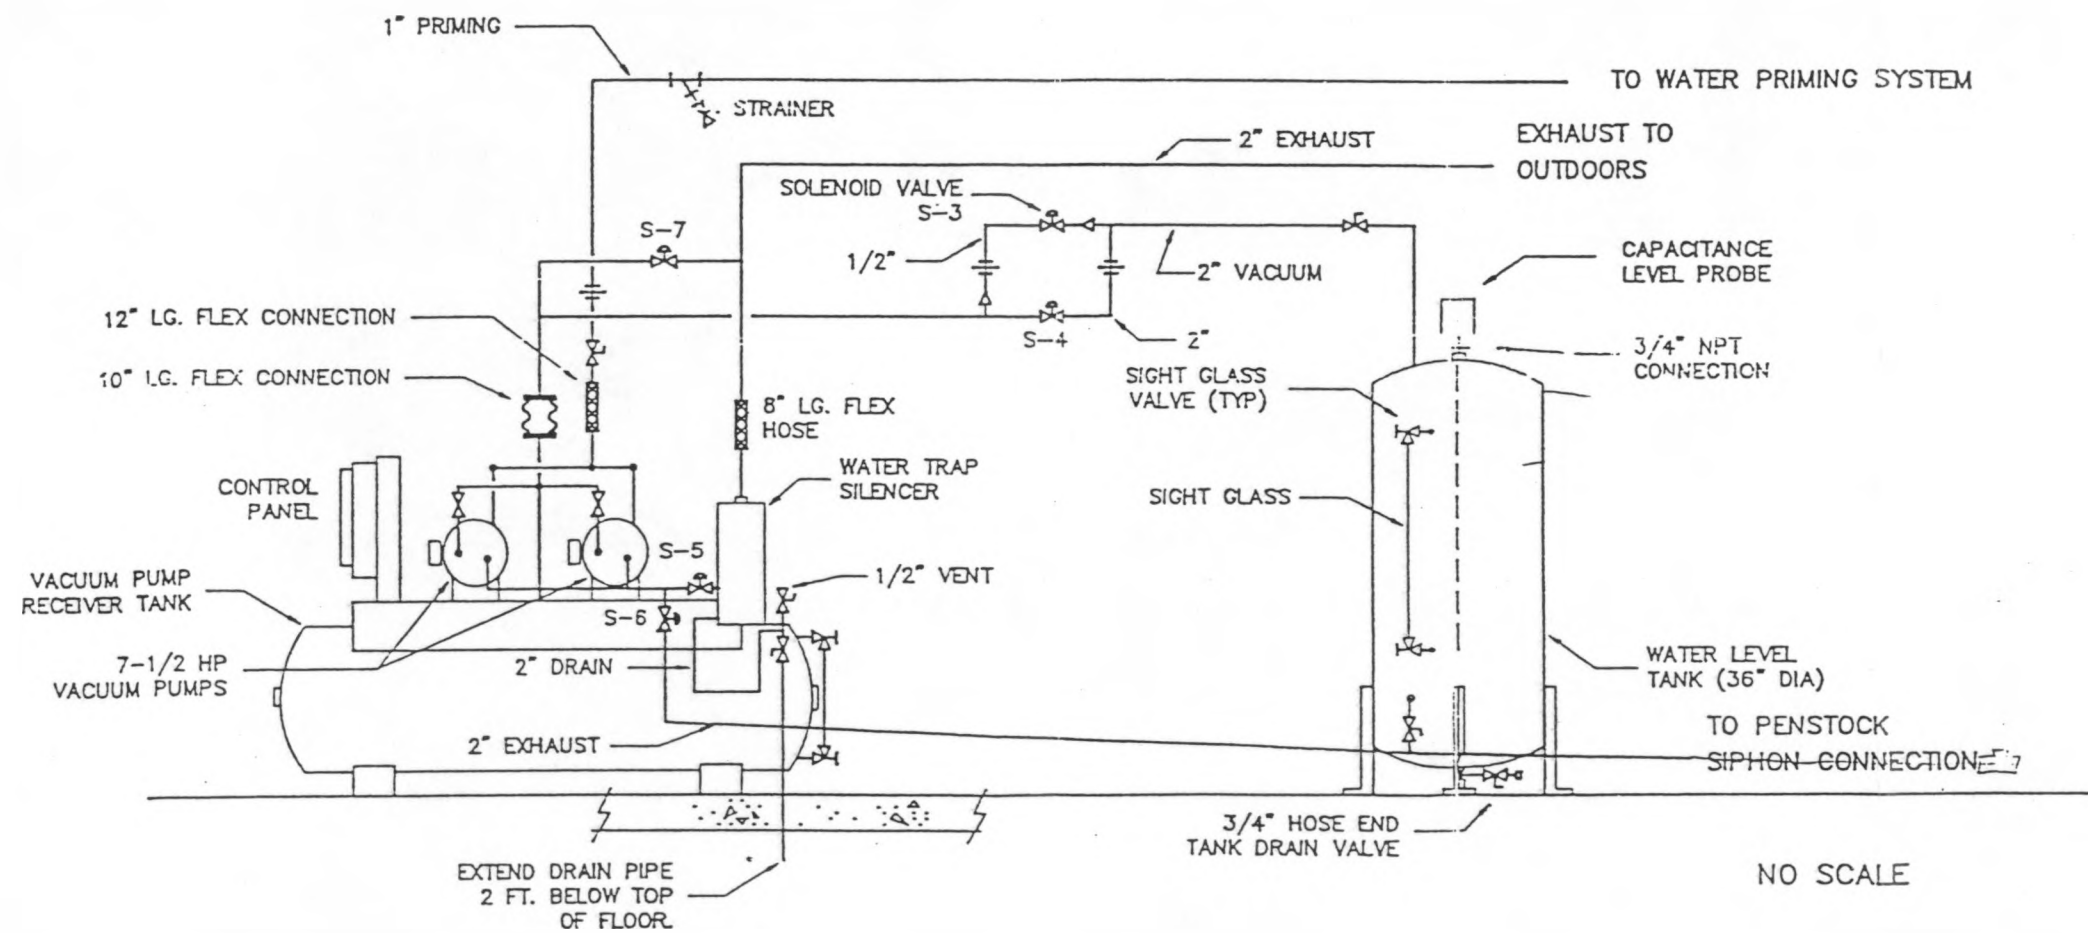 1" PRIMING
TO WATER PRIMING SYSTEM
STRAINER
2" EXHAUST
EXHAUST TO
OUTDOORS
SOLENOID VALVE
S-3
S-7
1/2"
2" VACUUM
CAPACITANCE
LEVEL PROBE
12" LG. FLEX CONNECTION
S-4
2"
3/4" NPT
CONNECTION
10" LG. FLEX CONNECTION
SIGHT GLASS
VALVE (TYP)
8" LG. FLEX
HOSE
CONTROL
PANEL
WATER TRAP
SILENCER
SIGHT GLASS
S-5
VACUUM PUMP
RECEIVER TANK
1/2" VENT
S-6
7-1/2 HP
VACUUM PUMPS
2" DRAIN
WATER LEVEL
TANK (36" DIA)
2" EXHAUST
TO PENSTOCK
SIPHON CONNECTION
3/4" HOSE END
TANK DRAIN VALVE
EXTEND DRAIN PIPE
2 FT. BELOW TOP
OF FLOOR.
NO SCALE